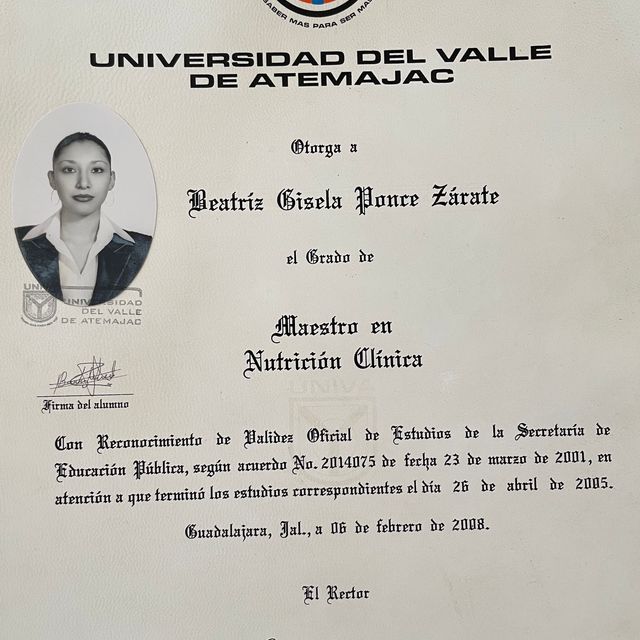 SABER MAS PARA SER MAS
UNIVERSIDAD DEL VALLE
DE ATEMAJAC
Otorga a
Beatríz Gisela Ponce Zárate
el Grado de
UNIVERSIDAD
DEL VALLE
DE ATEMAJAC
Maestro en
Nutrición Clínica
UNIVA
Firma del alumno
Con Reconocimiento de Validez Oficial de Estudios de la Secretaría de
Educación Pública, según acuerdo No. 2014075 de fecha 23 de marzo de 2001, en
atención a que terminó los estudios correspondientes el día 26 de abril de 2005.
Guadalajara, Jal., a 06 de febrero de 2008.
El Rector